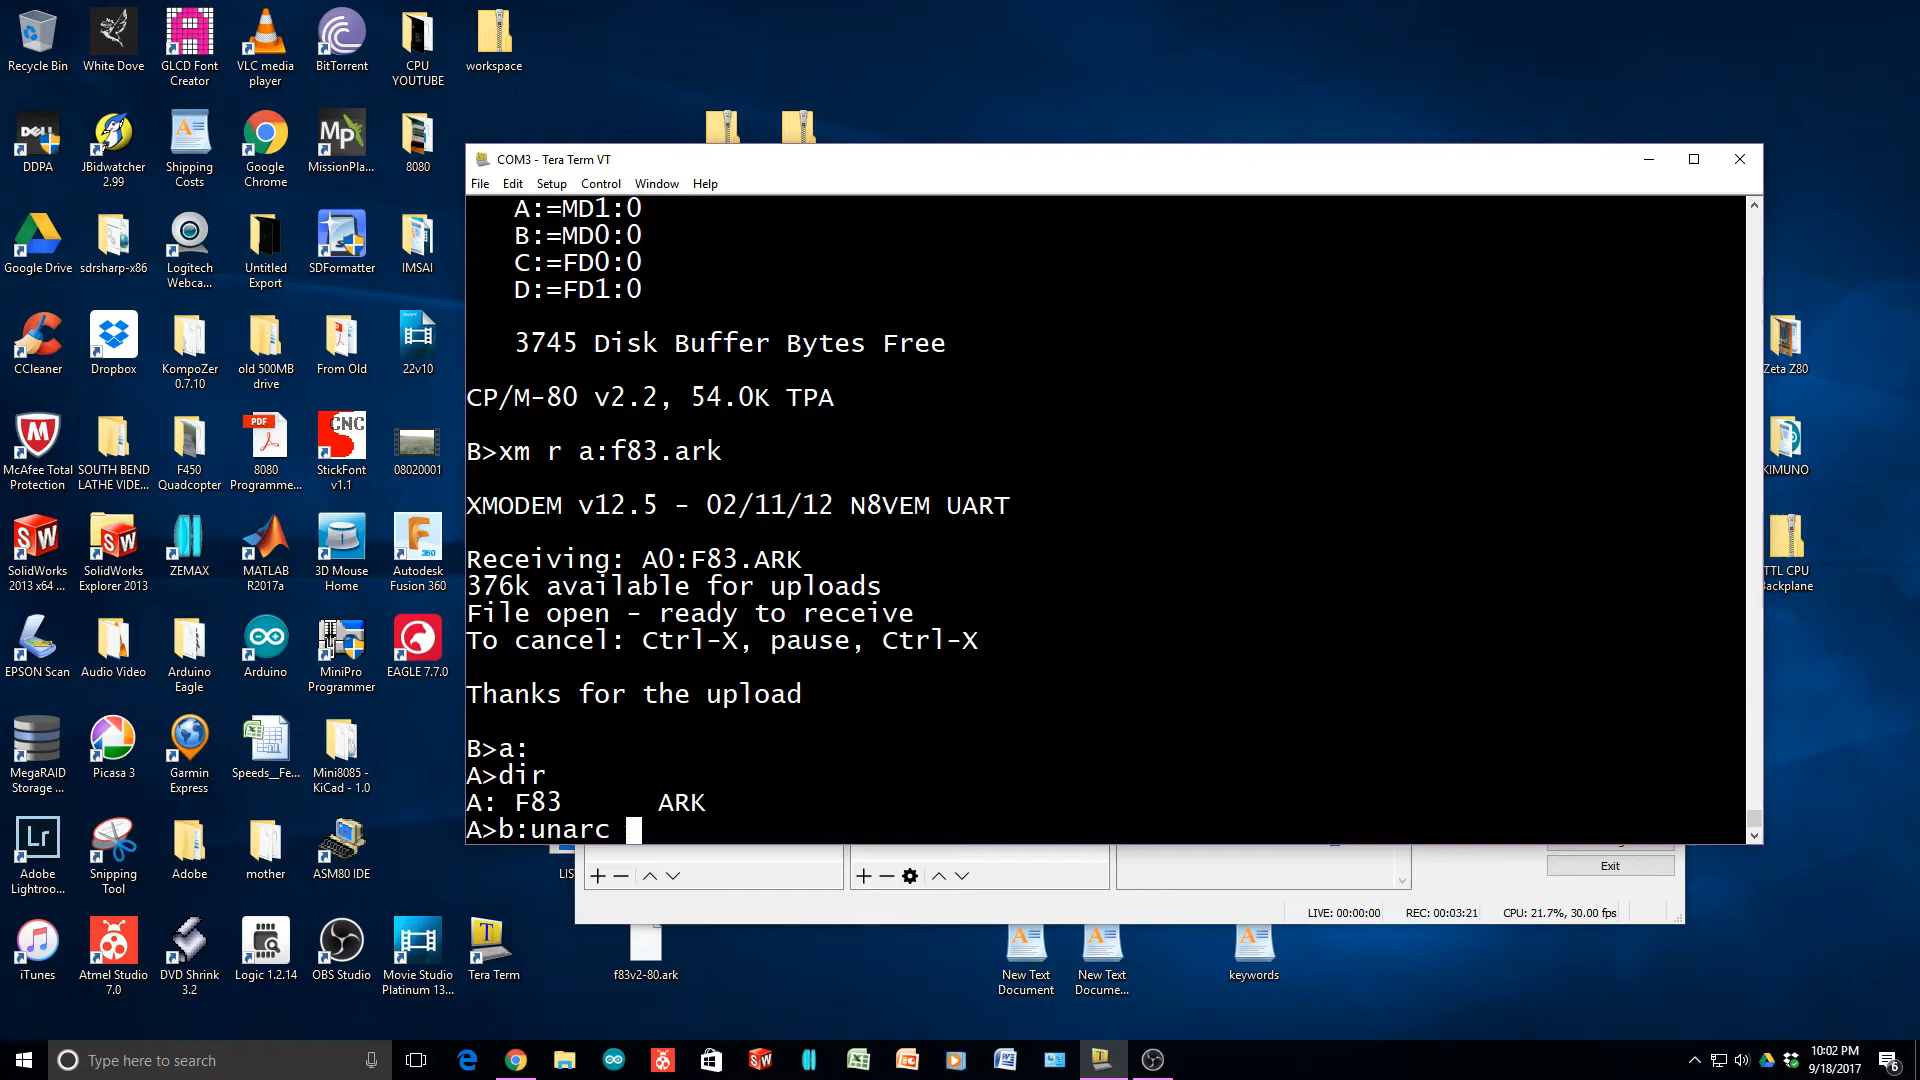 Recycle Bin
White Dove
GLCD Font
Creator
VLC media
player
BitTorrent
CPU
YOUTUBE
workspace
DELL
DDPA
JBidwatcher
2.99
Shipping
Costs
Google
Chrome
Mp
MissionPla...
8080
Google Drive
sdrsharp-x86
Logitech
Webca...
Untitled
Export
SDFormatter
IMSAI
CCleaner
Dropbox
KompoZer
0.7.10
old 500MB
drive
From Old
22v10
McAfee Total
Protection
SOUTH BEND
LATHE VIDE...
F450
Quadcopter
PDF
8080
Programme...
CNC
StickFont
v1.1
08020001
SW
SolidWorks
2013 x64 ...
SW
SolidWorks
Explorer 2013
ZEMAX
MATLAB
R2017a
3D Mouse
Home
360
Autodesk
Fusion 360
EPSON Scan
Audio Video
Arduino
Eagle
Arduino
MiniPro
Programmer
EAGLE 7.7.0
MegaRAID
Storage ...
Picasa 3
Garmin
Express
Speeds__Fe...
Mini8085 -
KiCad - 1.0
Lr
Adobe
Lightroo...
Snipping
Tool
Adobe
mother
ASM80 IDE
LIS
iTunes
Atmel Studio
7.0
DVD Shrink
3.2
Logic 1.2.14
OBS Studio
Movie Studio
Platinum 13...
Tera Term
f83v2-80.ark
New Text
Document
New Text
Docume...
keywords
Zeta Z80
KIMUNO
TTL CPU
Backplane
COM3 - Tera Term VT
File Edit Setup Control Window Help
A:=MD1:0
B:=MD0:0
C:=FD0:0
D:=FD1:0
3745 Disk Buffer Bytes Free
CP/M-80 v2.2, 54.0K TPA
B>xm r a:f83.ark
XMODEM v12.5 - 02/11/12 N8VEM UART
Receiving: A0:F83.ARK
376k available for uploads
File open - ready to receive
To cancel: Ctrl-X, pause, Ctrl-X
Thanks for the upload
B>a:
A>dir
A: F83      ARK
A>b:unarc
Exit
LIVE: 00:00:00 REC: 00:03:21 CPU: 21.7%, 30.00 fps
Type here to search
10:02 PM
9/18/2017
6